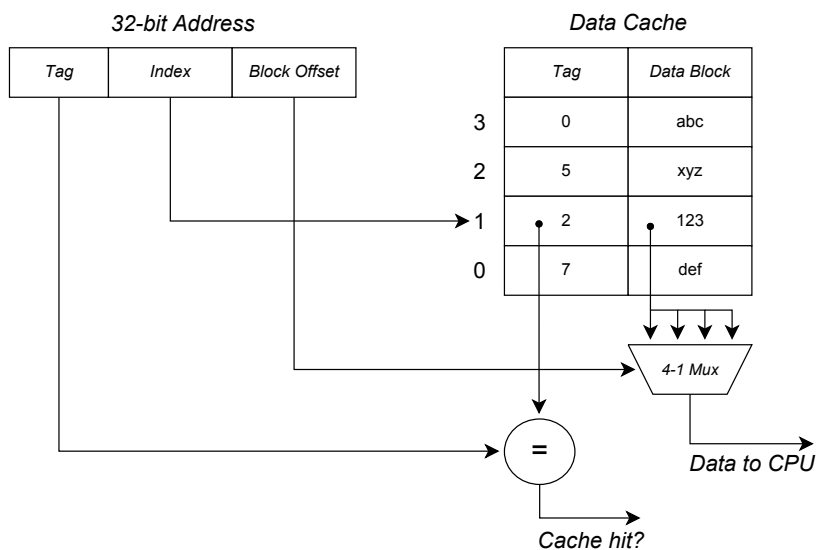 32-bit Address
Tag
Index
Block Offset
Data Cache
Tag
Data Block
3
0
abc
2
5
xyz
1
2
123
0
7
def
4-1 Mux
=
Data to CPU
Cache hit?